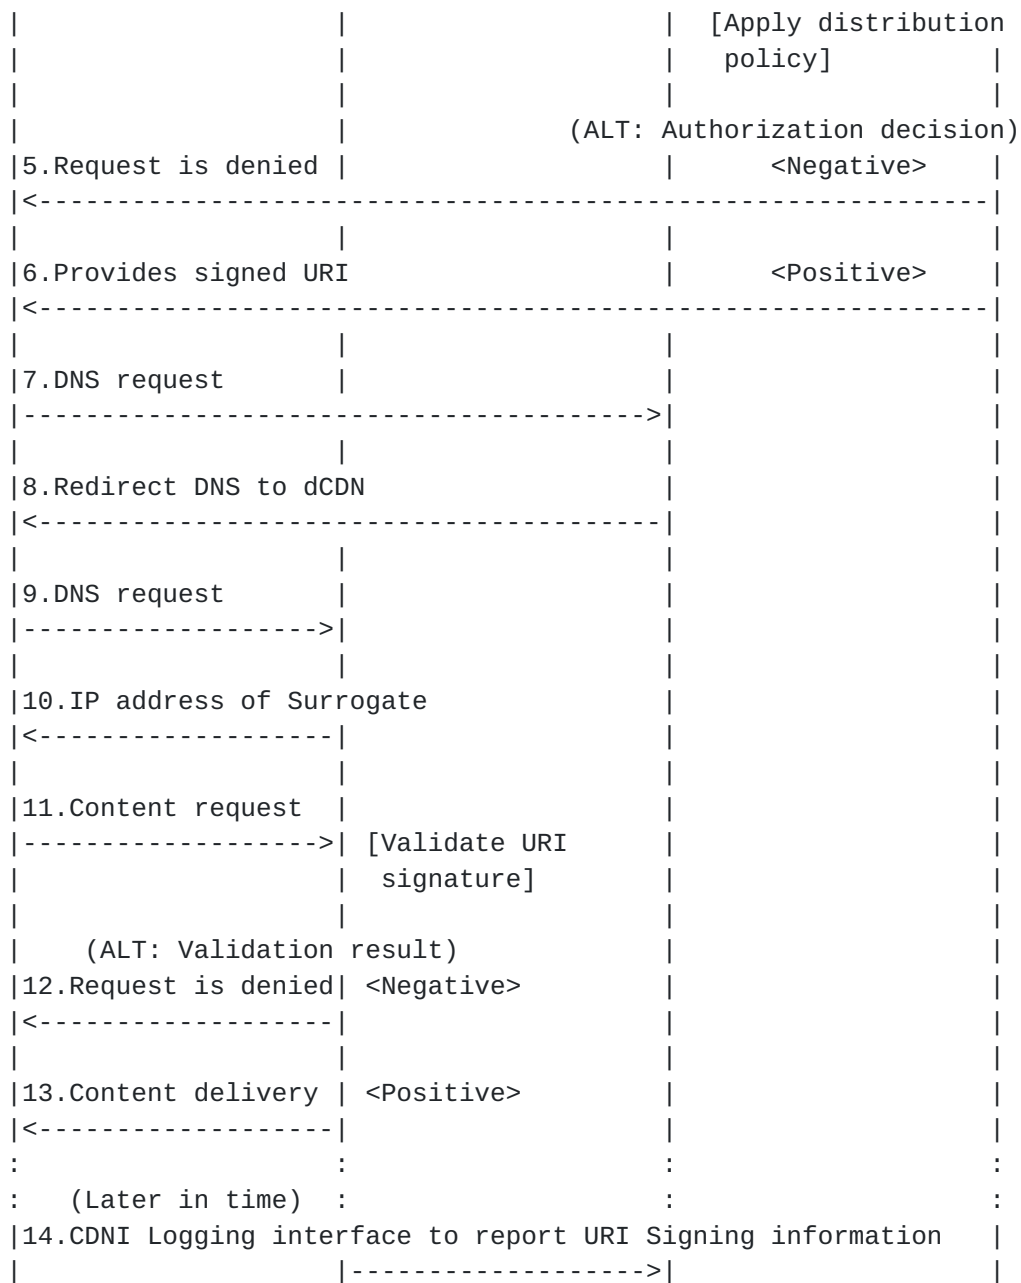 |                    |                    |  [Apply distribution
|                    |                    |   policy]          |
|                    |                    |                    |
|                    |              (ALT: Authorization decision)
|5.Request is denied |                    |      <Negative>    |
|<-------------------------------------------------------------|
|                    |                    |                    |
|6.Provides signed URI                    |      <Positive>    |
|<-------------------------------------------------------------|
|                    |                    |                    |
|7.DNS request       |                    |                    |
|---------------------------------------->|                    |
|                    |                    |                    |
|8.Redirect DNS to dCDN                   |                    |
|<----------------------------------------|                    |
|                    |                    |                    |
|9.DNS request       |                    |                    |
|------------------->|                    |                    |
|                    |                    |                    |
|10.IP address of Surrogate               |                    |
|<-------------------|                    |                    |
|                    |                    |                    |
|11.Content request  |                    |                    |
|------------------->| [Validate URI      |                    |
|                    |  signature]        |                    |
|                    |                    |                    |
|    (ALT: Validation result)             |                    |
|12.Request is denied| <Negative>         |                    |
|<-------------------|                    |                    |
|                    |                    |                    |
|13.Content delivery | <Positive>         |                    |
|<-------------------|                    |                    |
:                    :                    :                    :
:   (Later in time)  :                    :                    :
|14.CDNI Logging interface to report URI Signing information   |
|                    |------------------->|                    |